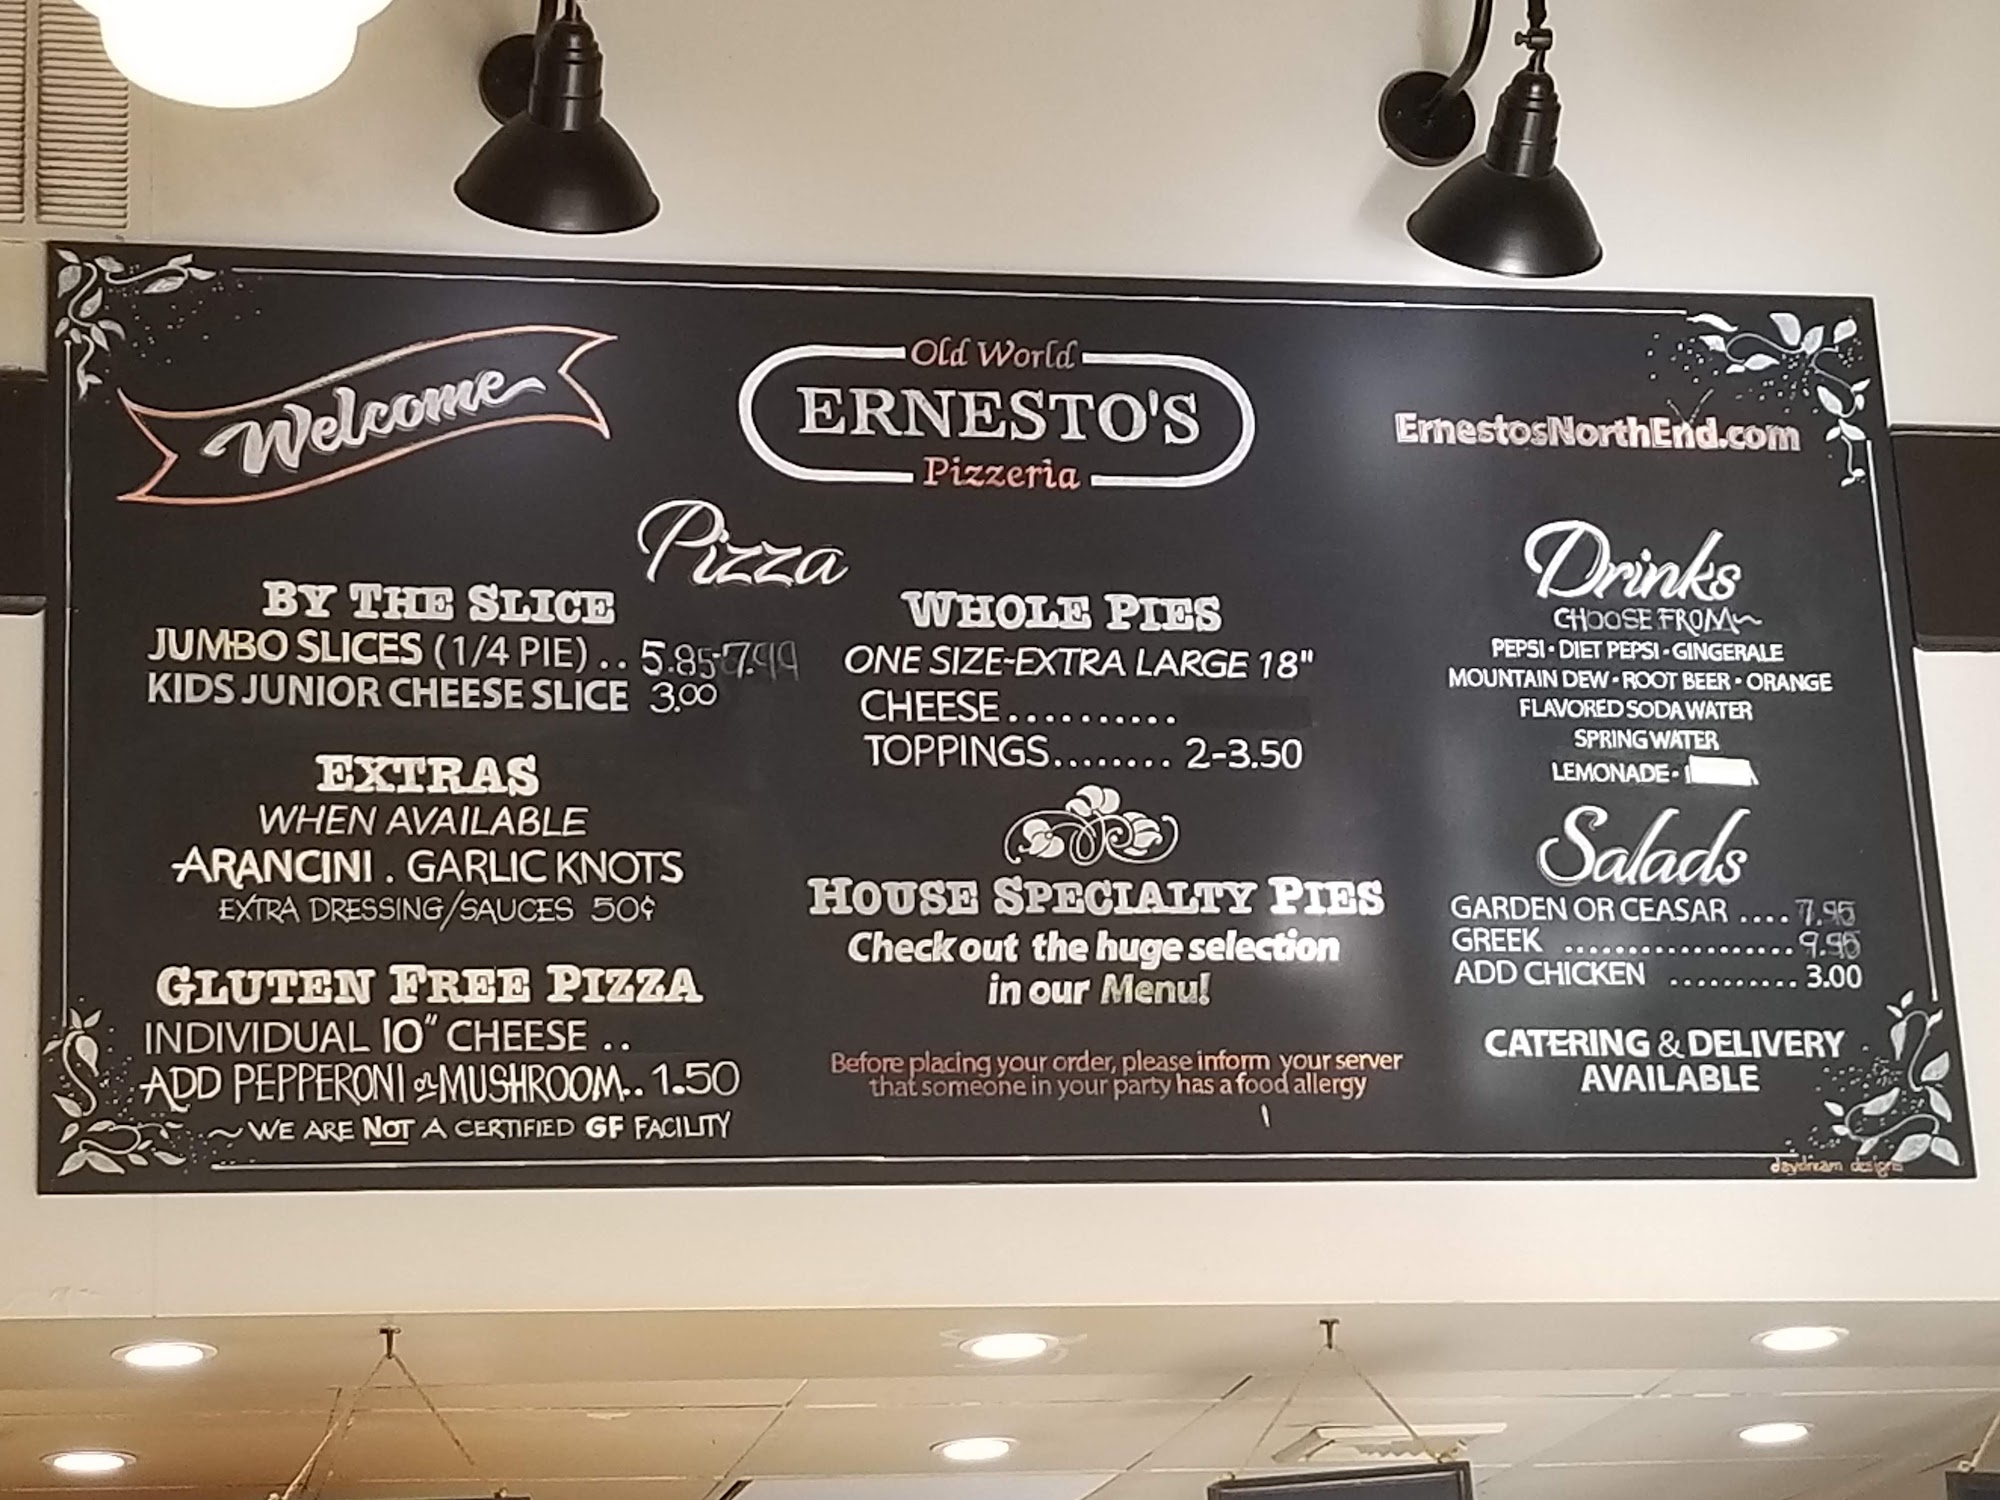 Welcome
Old World
ERNESTO'S
Pizzeria
ErnestosNorthEnd.com
Pizza
BY THE SLICE
JUMBO SLICES (1/4 PIE) .. 5.85-7.99
KIDS JUNIOR CHEESE SLICE 3.00
EXTRAS
WHEN AVAILABLE
ARANCINI . GARLIC KNOTS
EXTRA DRESSING/SAUCES 50¢
GLUTEN FREE PIZZA
INDIVIDUAL 10" CHEESE ..
ADD PEPPERONI or MUSHROOM.. 1.50
~WE ARE NOT A CERTIFIED GF FACILITY
WHOLE PIES
ONE SIZE-EXTRA LARGE 18"
CHEESE ..........
TOPPINGS........ 2-3.50
HOUSE SPECIALTY PIES
Check out the huge selection
in our Menu!
Before placing your order, please inform your server
that someone in your party has a food allergy
Drinks
CHOOSE FROM~
PEPSI • DIET PEPSI • GINGERALE
MOUNTAIN DEW • ROOT BEER • ORANGE
FLAVORED SODA WATER
SPRING WATER
LEMONADE •
Salads
GARDEN OR CEASAR .... 7.95
GREEK .................. 9.95
ADD CHICKEN .......... 3.00
CATERING & DELIVERY
AVAILABLE
daydream designs